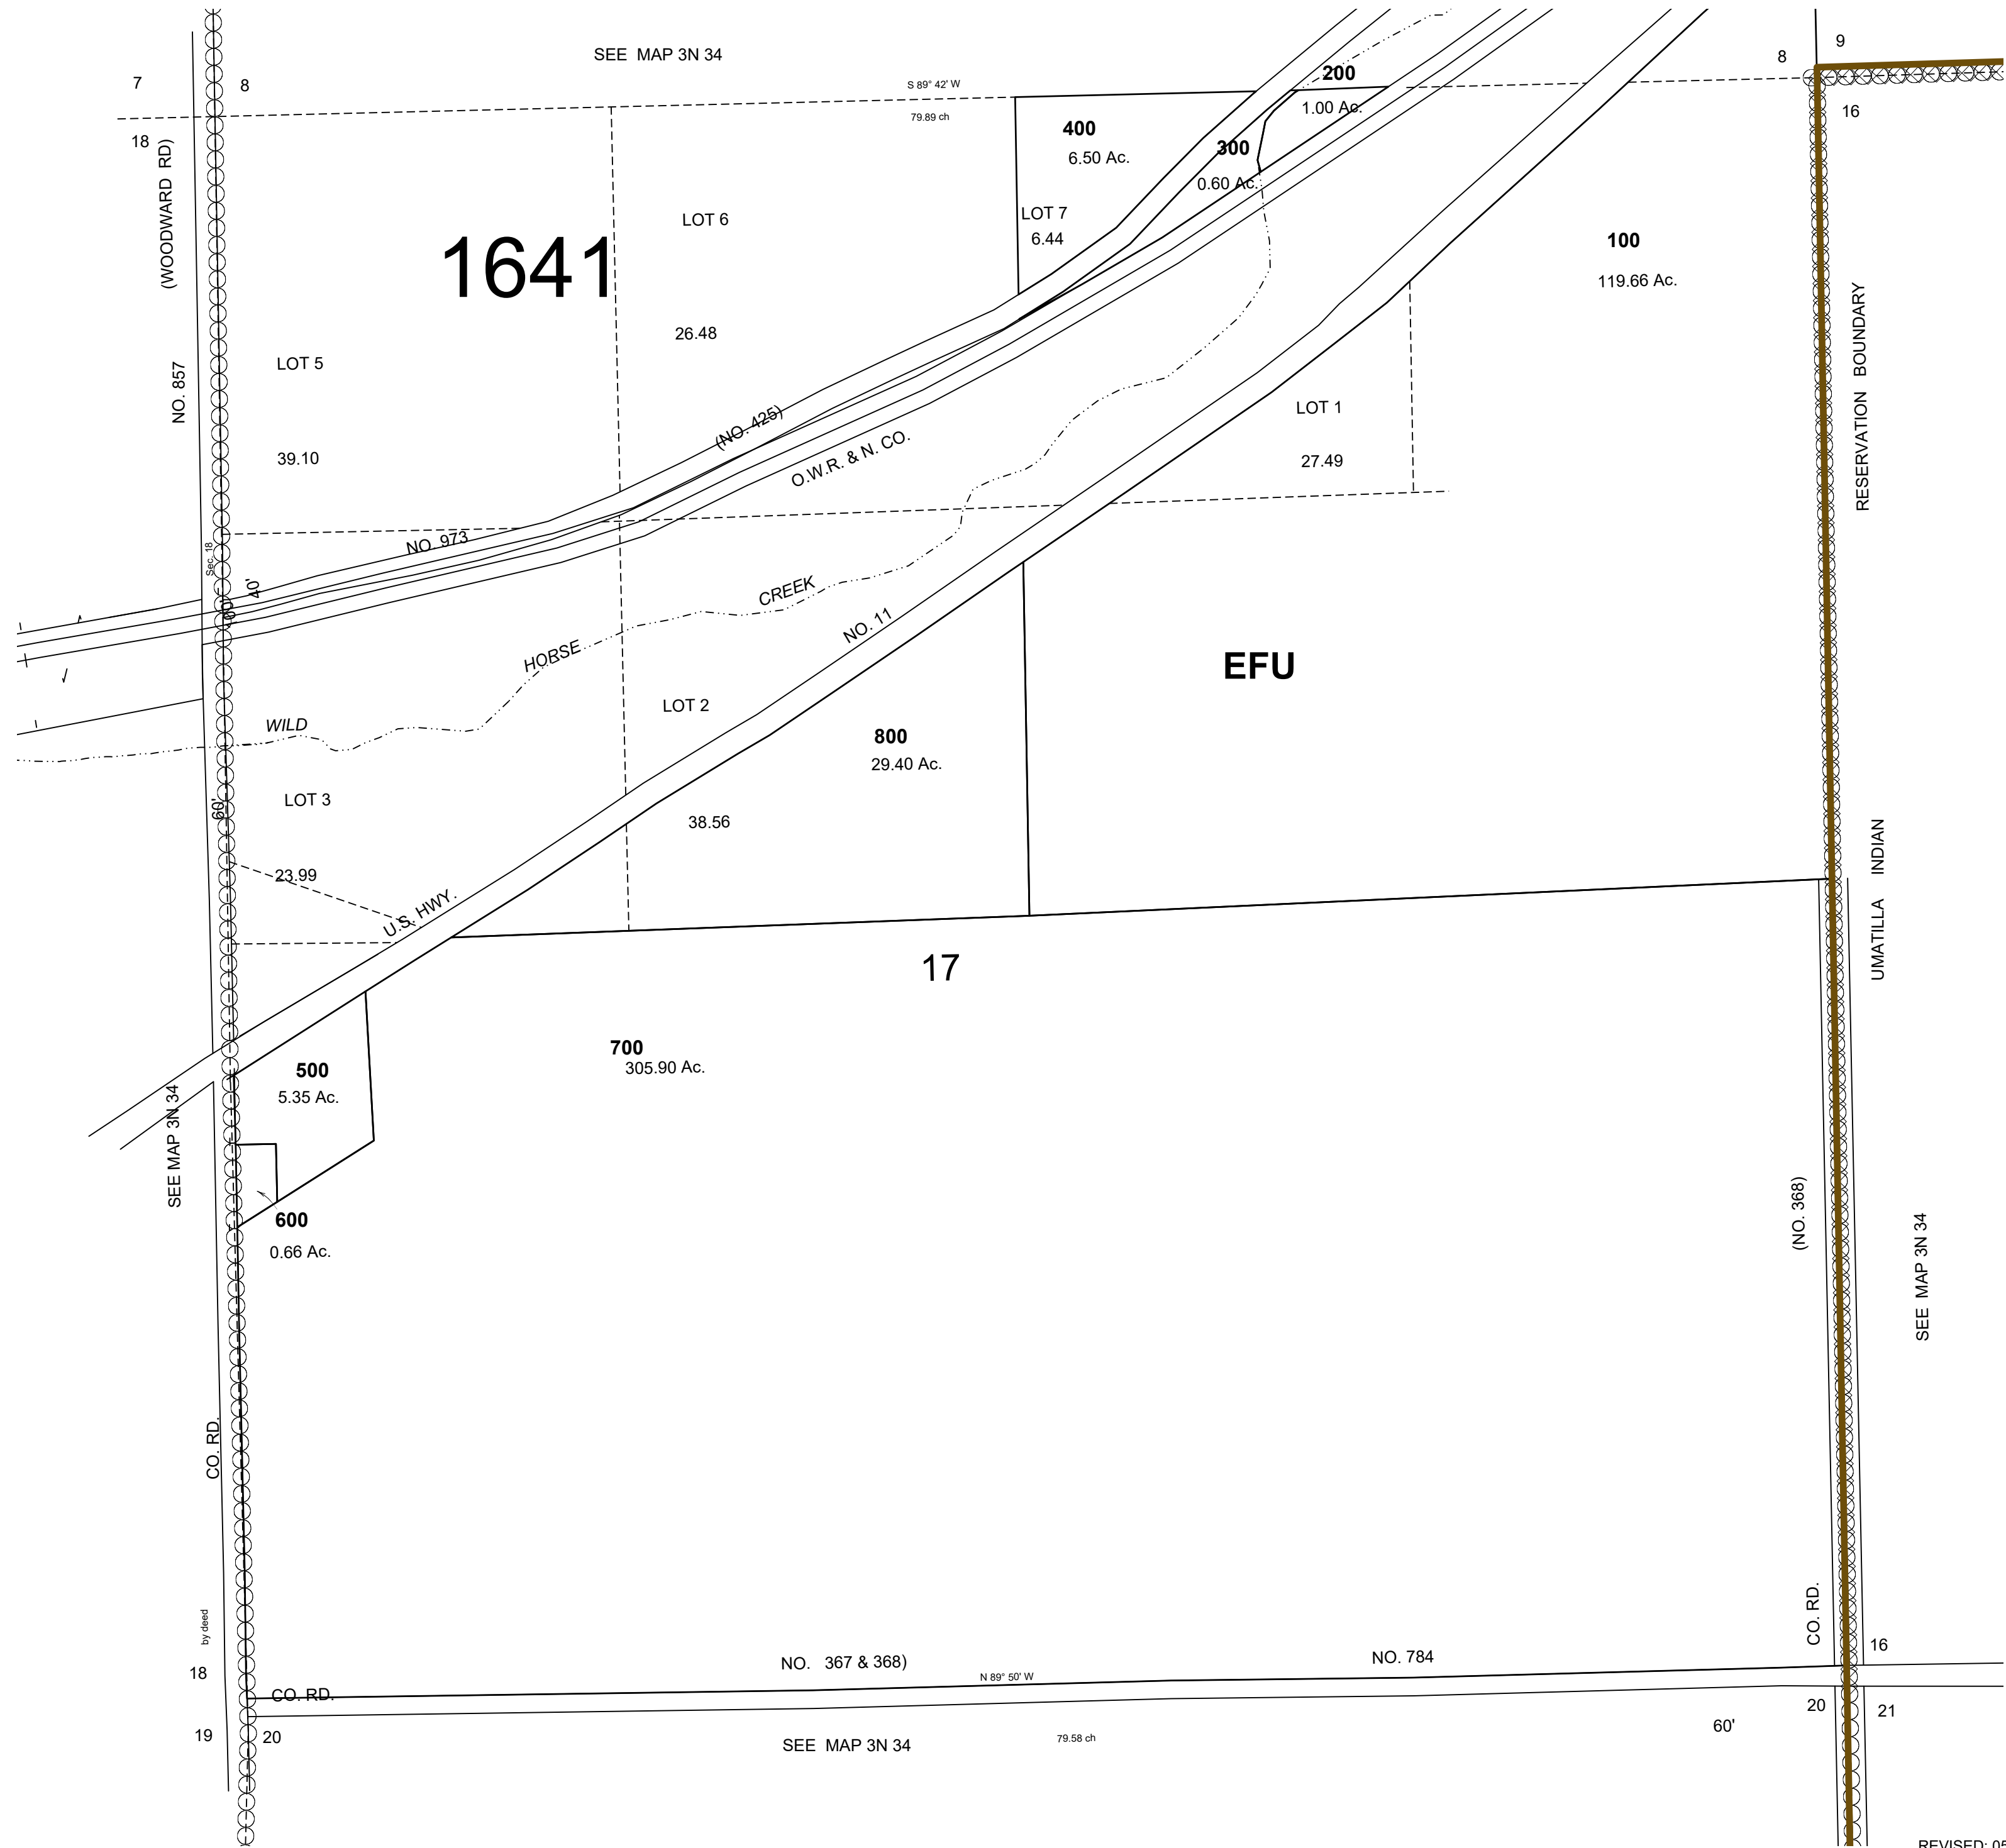 SEE MAP 3N 34
9
8
7
8
S 89° 42' W
79.89 ch
200
1.00 Ac.
16
18
(WOODWARD RD)
400
6.50 Ac.
300
0.60 Ac.
LOT 7
6.44
LOT 6
1641
100
119.66 Ac.
RESERVATION BOUNDARY
26.48
LOT 5
NO. 857
39.10
(NO. 425)
O.W.R. & N. CO.
LOT 1
27.49
NO. 973
Sec. 18
40'
60'
CREEK
HORSE
NO. 11
EFU
WILD
LOT 2
800
29.40 Ac.
LOT 3
60'
38.56
23.99
U.S. HWY.
UMATILLA INDIAN
17
700
305.90 Ac.
500
5.35 Ac.
SEE MAP 3N 34
600
0.66 Ac.
(NO. 368)
SEE MAP 3N 34
CO. RD.
by deed
CO. RD.
NO. 367 & 368)
N 89° 50' W
NO. 784
16
18
CO. RD.
20
21
19
20
SEE MAP 3N 34
79.58 ch
60'
REVISED: 05